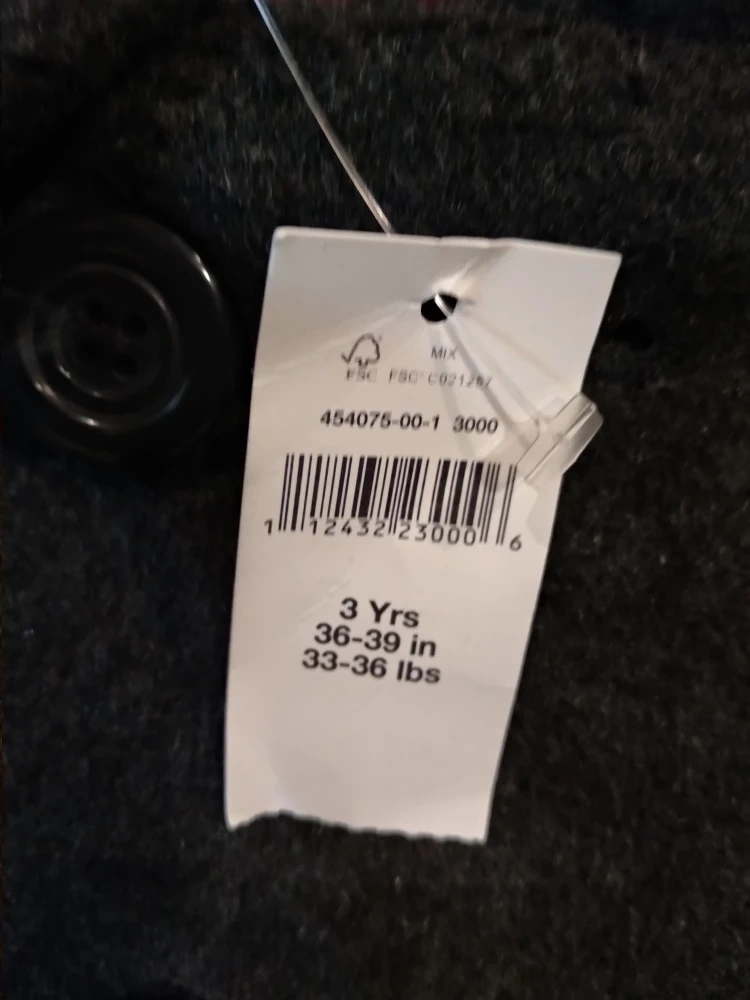 MIX
FSC FSC C021267
454075-00-1 3000
1 12432 23000 6
3 Yrs
36-39 in
33-36 lbs